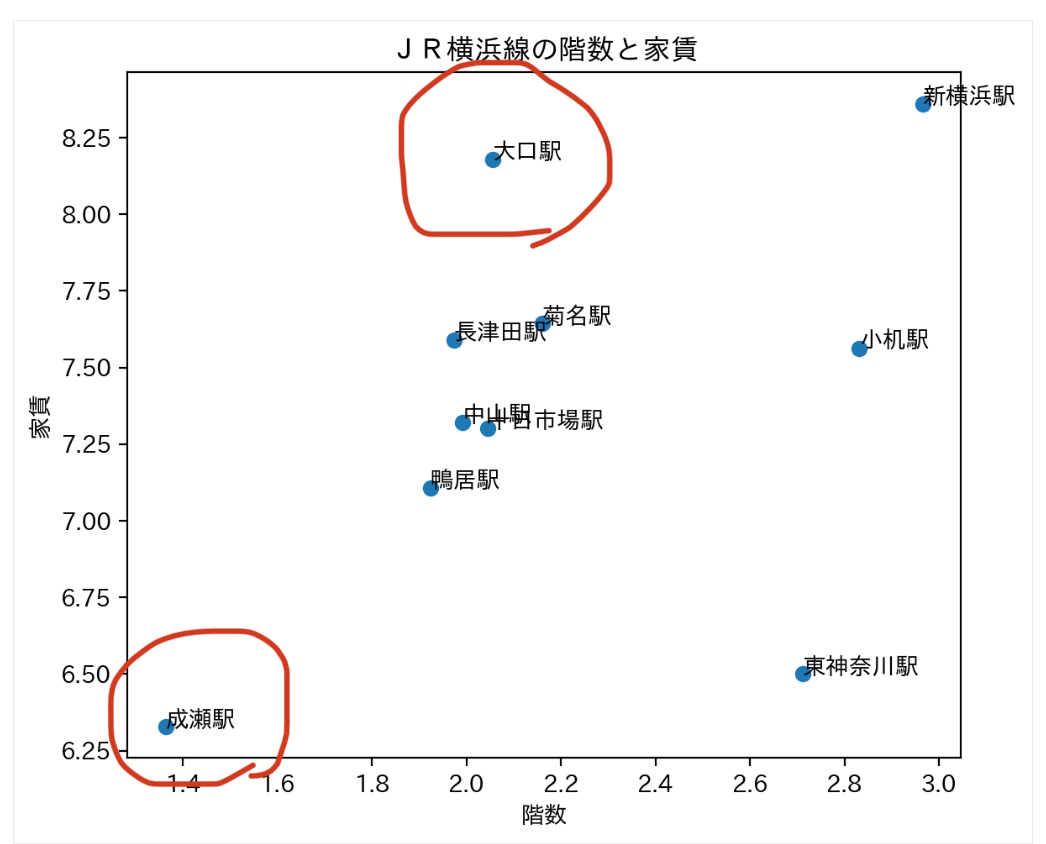 ＪＲ横浜線の階数と家賃
新横浜駅
8.25
大口駅
8.00
7.75
菊名駅
長津田駅
小机駅
7.50
家賃
中山駅
十日市場駅
7.25
鴨居駅
7.00
6.75
6.50
東神奈川駅
成瀬駅
6.25
1.4 1.6 1.8 2.0 2.2 2.4 2.6 2.8 3.0
階数